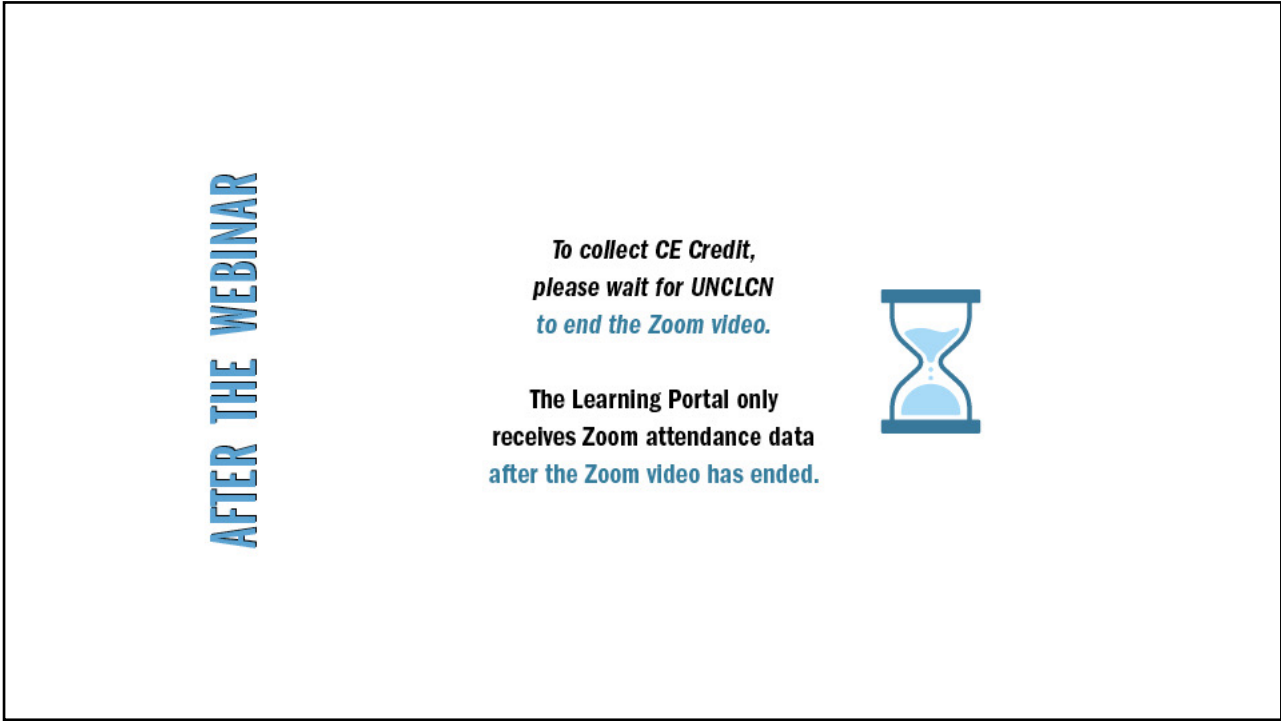 AFTER THE WEBINAR
To collect CE Credit,
please wait for UNCLCN
to end the Zoom video.
The Learning Portal only
receives Zoom attendance data
after the Zoom video has ended.